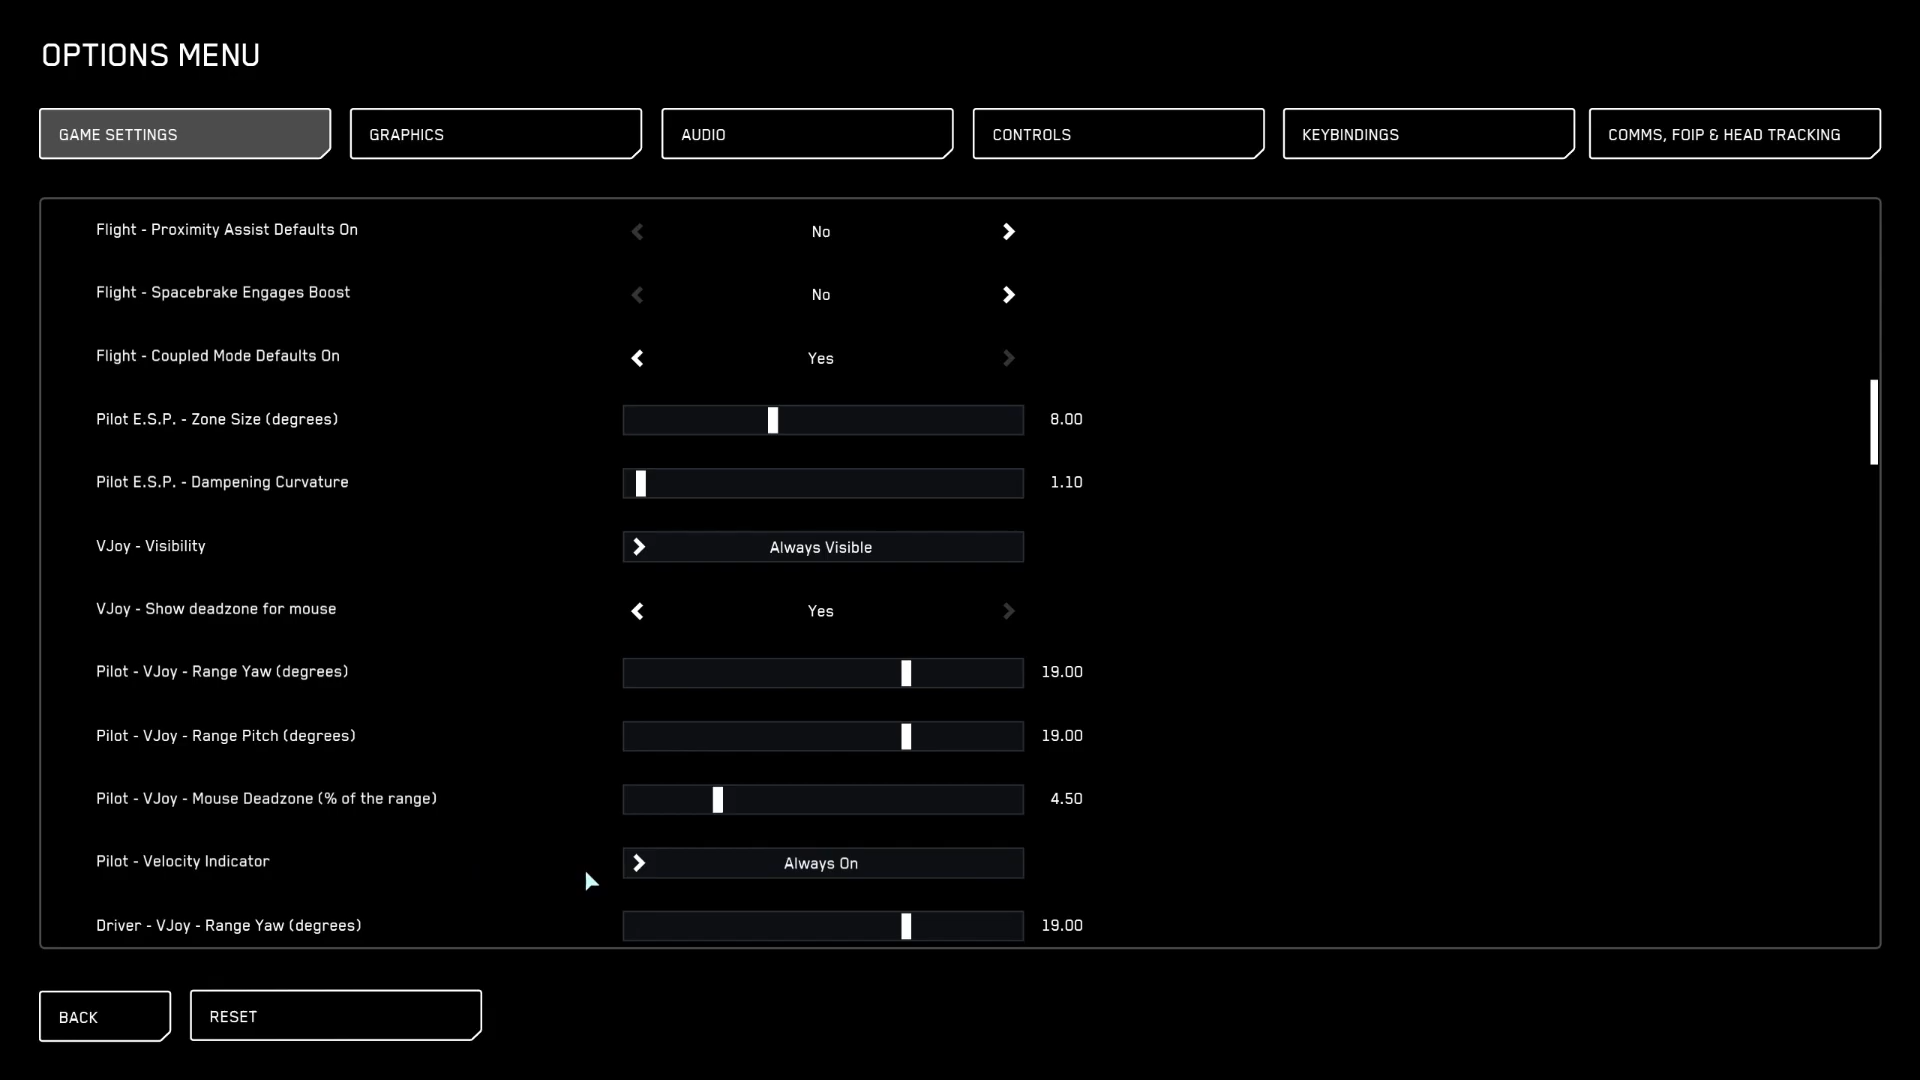 OPTIONS MENU
GAME SETTINGS
GRAPHICS
AUDIO
CONTROLS
KEYBINDINGS
COMMS, FOIP & HEAD TRACKING
Flight - Proximity Assist Defaults On
No
Flight - Spacebrake Engages Boost
No
Flight - Coupled Mode Defaults On
Yes
Pilot E.S.P. - Zone Size (degrees)
8.00
Pilot E.S.P. - Dampening Curvature
1.10
VJoy - Visibility
Always Visible
VJoy - Show deadzone for mouse
Yes
Pilot - VJoy - Range Yaw (degrees)
19.00
Pilot - VJoy - Range Pitch (degrees)
19.00
Pilot - VJoy - Mouse Deadzone (% of the range)
4.50
Pilot - Velocity Indicator
Always On
Driver - VJoy - Range Yaw (degrees)
19.00
BACK
RESET